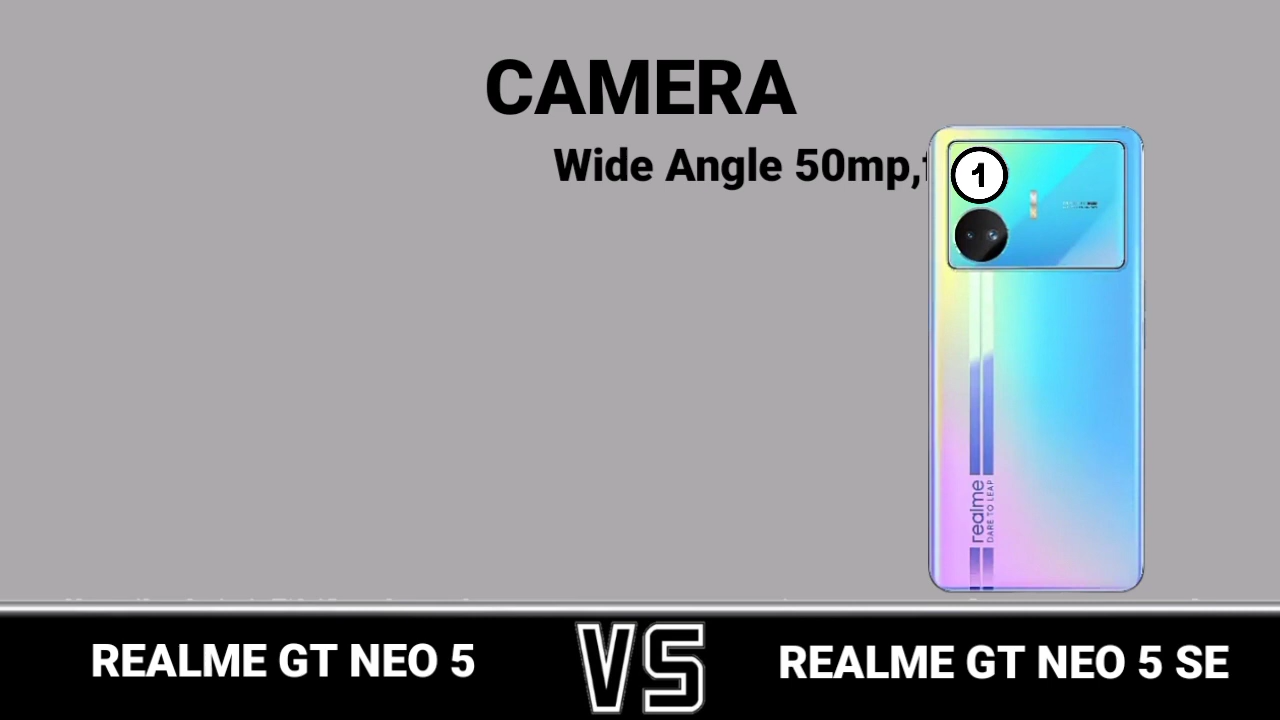 CAMERA
Wide Angle 50mp,
1
realme
DARE TO LEAP
REALME GT NEO 5
VS
REALME GT NEO 5 SE